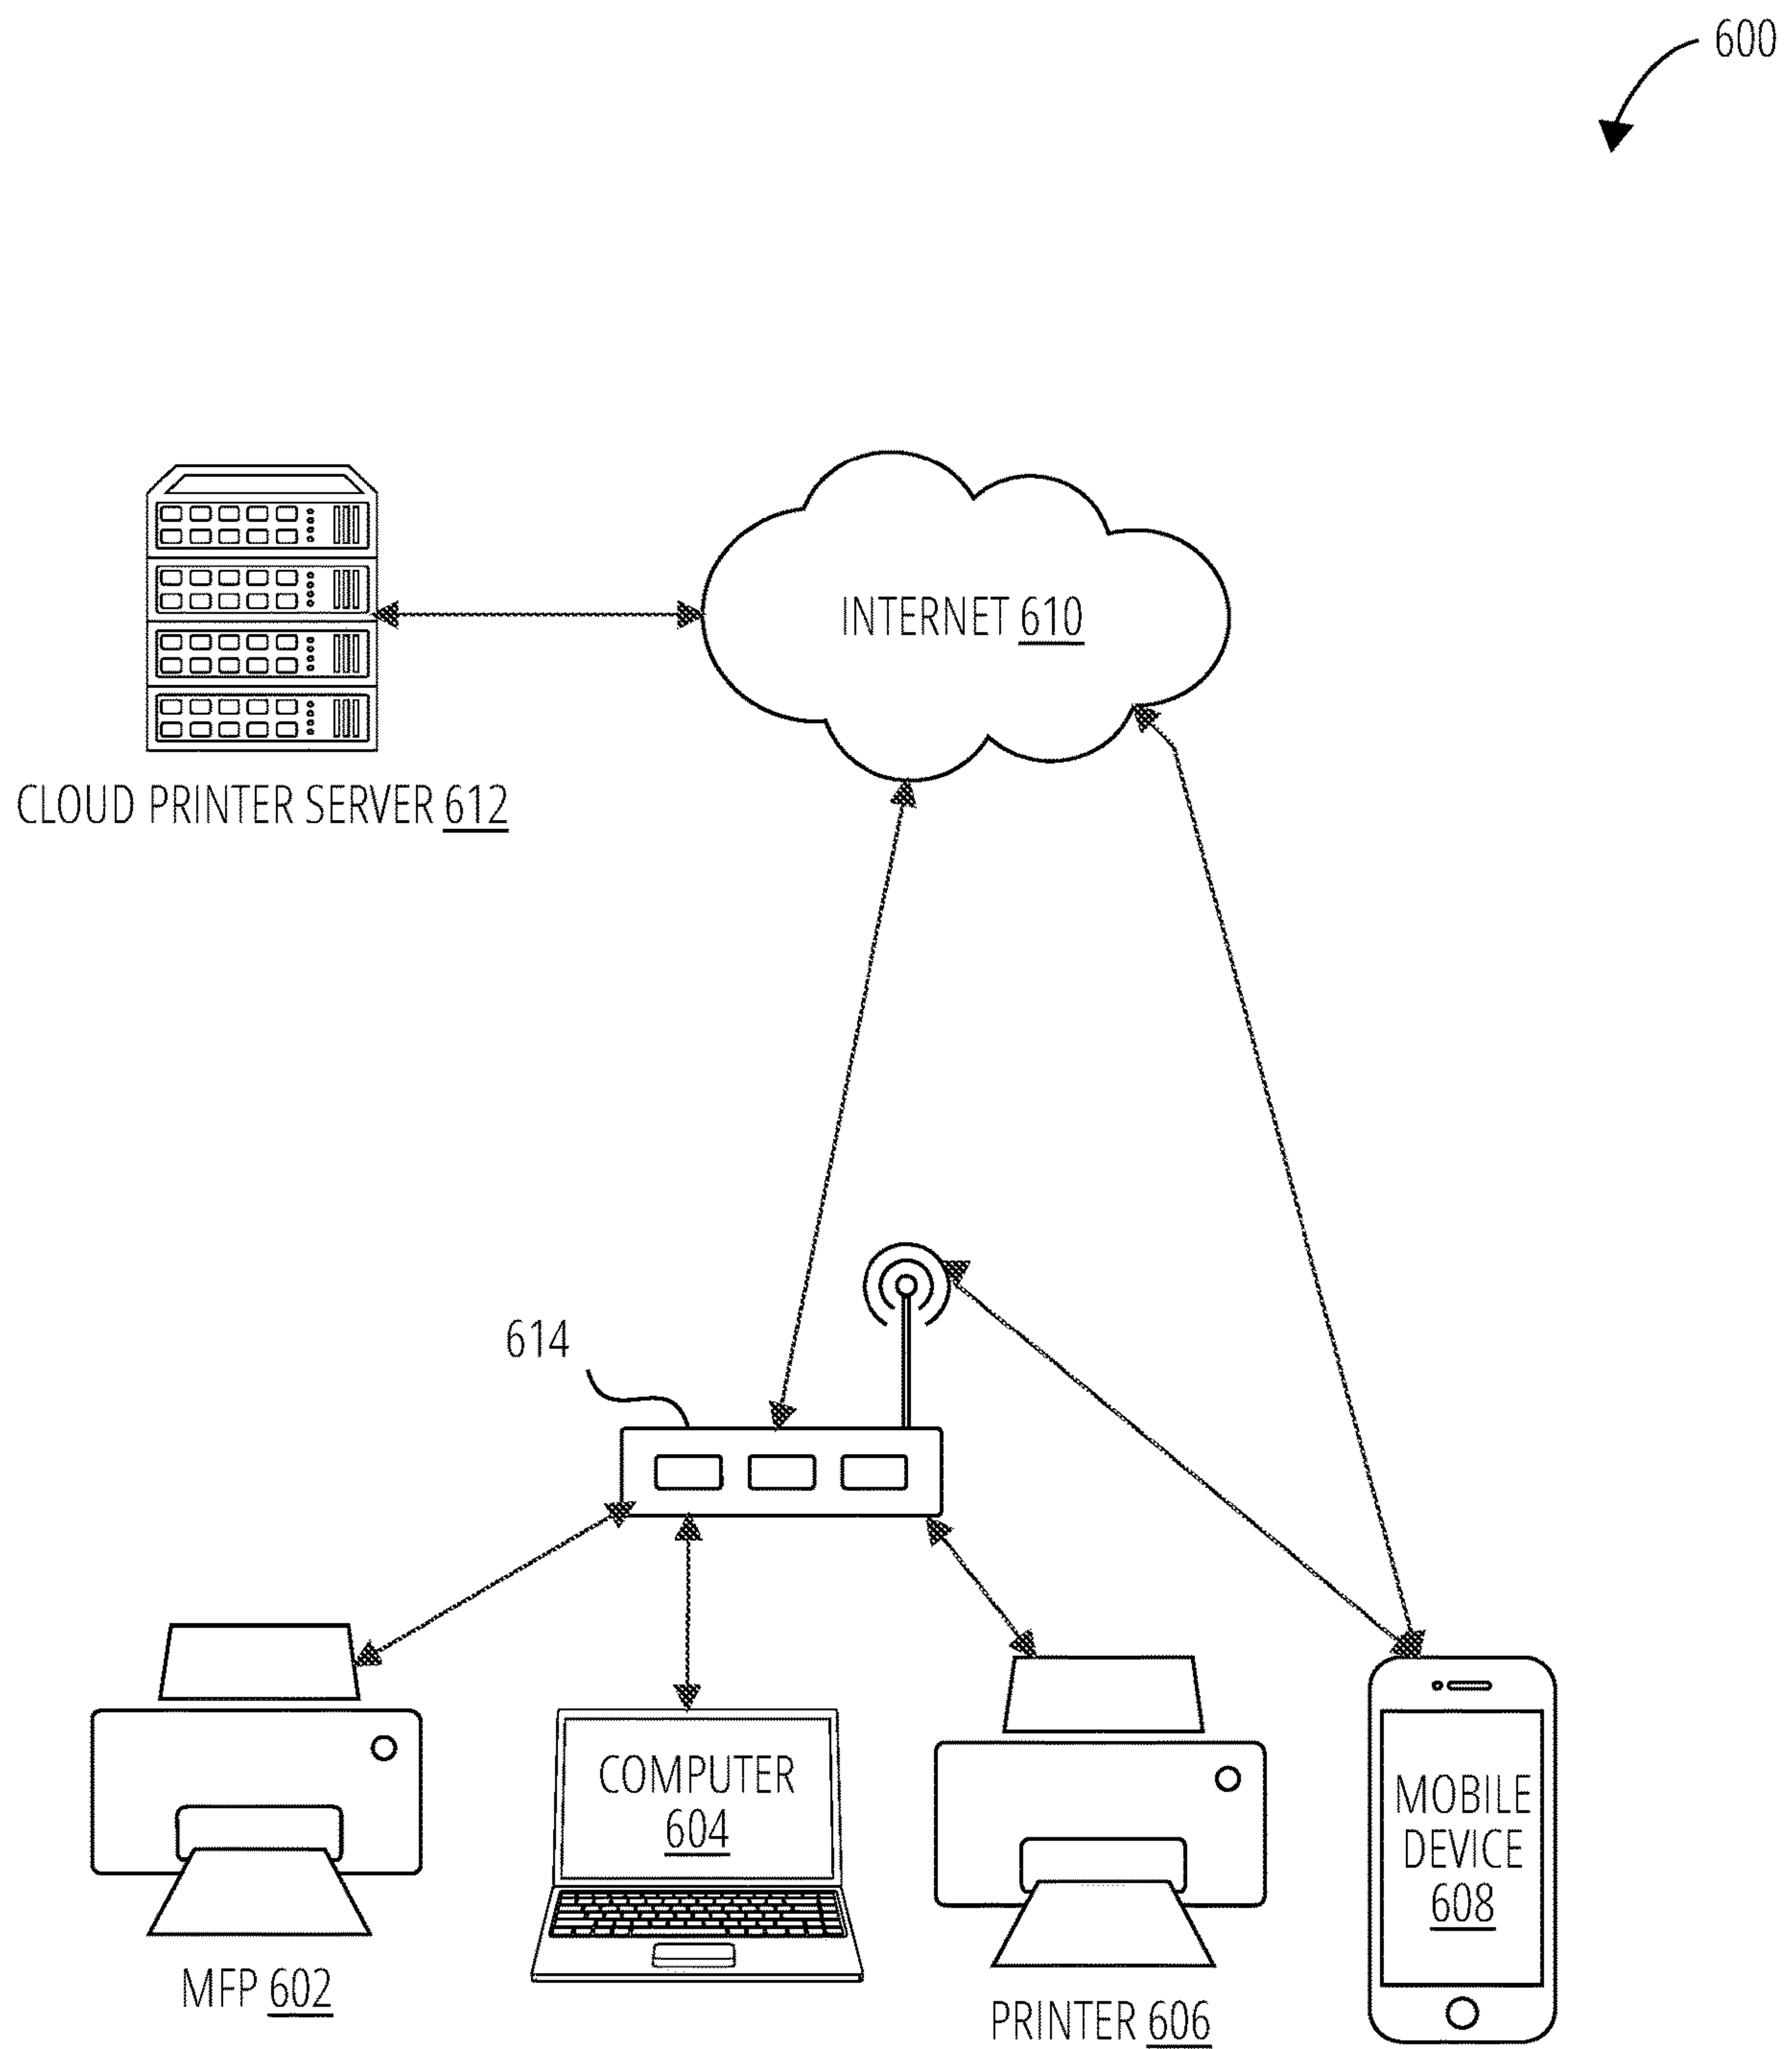 600
INTERNET 610
CLOUD PRINTER SERVER 612
614
COMPUTER
604
MOBILE
DEVICE
608
MFP 602
PRINTER 606